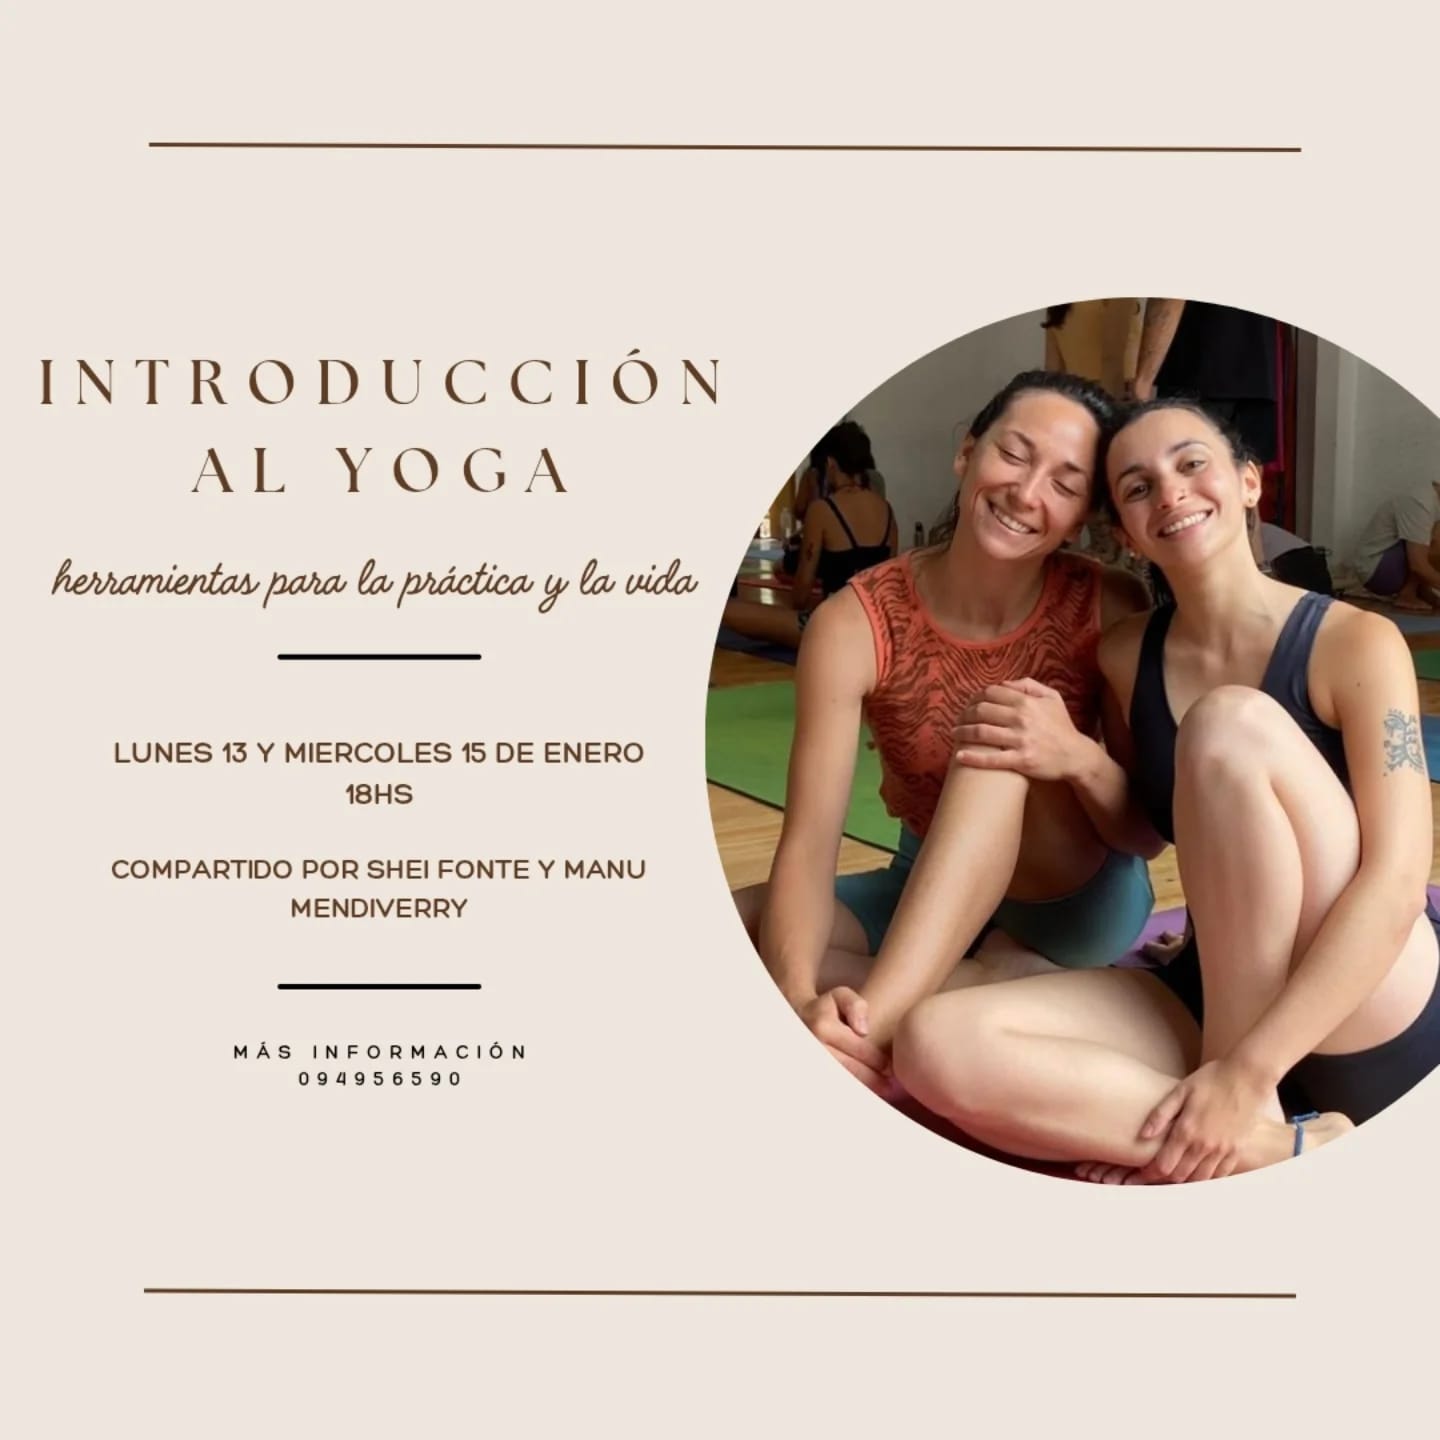 INTRODUCCIÓN
AL YOGA
herramientas para la práctica y la vida
LUNES 13 Y MIERCOLES 15 DE ENERO
18HS
COMPARTIDO POR SHEI FONTE Y MANU
MENDIVERRY
MÁS INFORMACIÓN
094956590